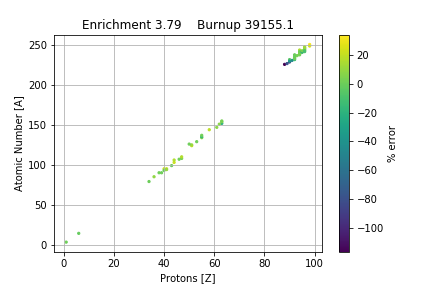 Enrichment 3.79 Burnup 39155.1
250
200
150
100
50
0
Atomic Number [A]
0 20 40 60 80 100
Protons [Z]
20
0
−20
−40
−60
−80
−100
% error